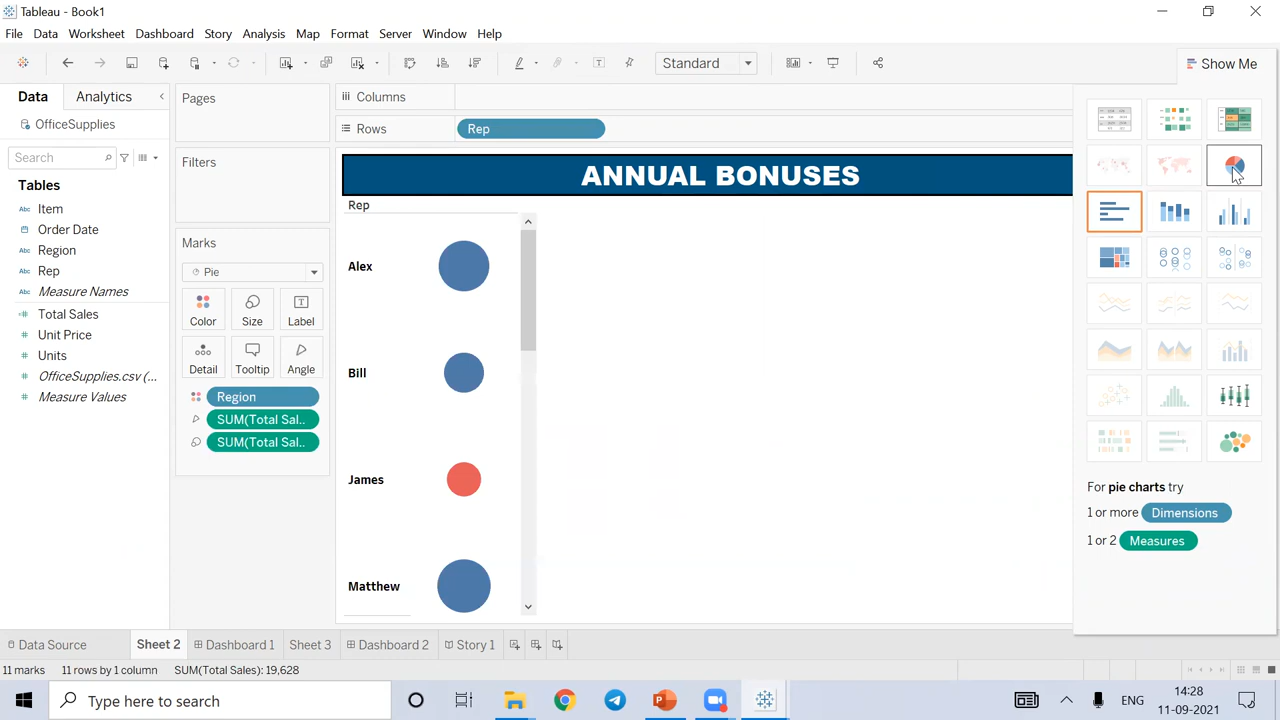 Tableau - Book1
File Data Worksheet Dashboard Story Analysis Map Format Server Window Help
Standard
Show Me
Data Analytics
OfficeSupplies
Search
Tables
Abc Item
Order Date
Abc Region
Abc Rep
Abc Measure Names
Total Sales
# Unit Price
# Units
# OfficeSupplies.csv (...
# Measure Values
Pages
Filters
Marks
Pie
Color Size Label
Detail Tooltip Angle
Region
SUM(Total Sal..
SUM(Total Sal..
Columns
Rows Rep
ANNUAL BONUSES
Rep
Alex
Bill
James
Matthew
For pie charts try
1 or more Dimensions
1 or 2 Measures
Data Source Sheet 2 Dashboard 1 Sheet 3 Dashboard 2 Story 1
11 marks 11 rows by 1 column SUM(Total Sales): 19,628
Type here to search
ENG
14:28
11-09-2021